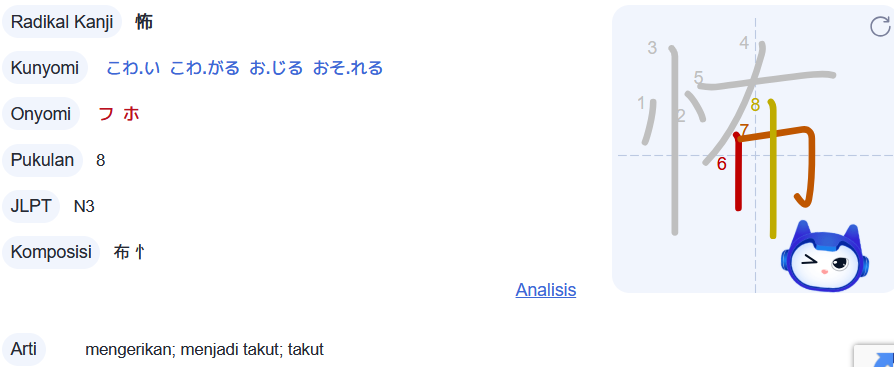 Radikal Kanji 怖
Kunyomi こわ.い こわ.がる お.じる おそ.れる
Onyomi フ ホ
Pukulan 8
JLPT N3
Komposisi 布 忄
Analisis
Arti mengerikan; menjadi takut; takut
3
4
5
1
2
8
7
6